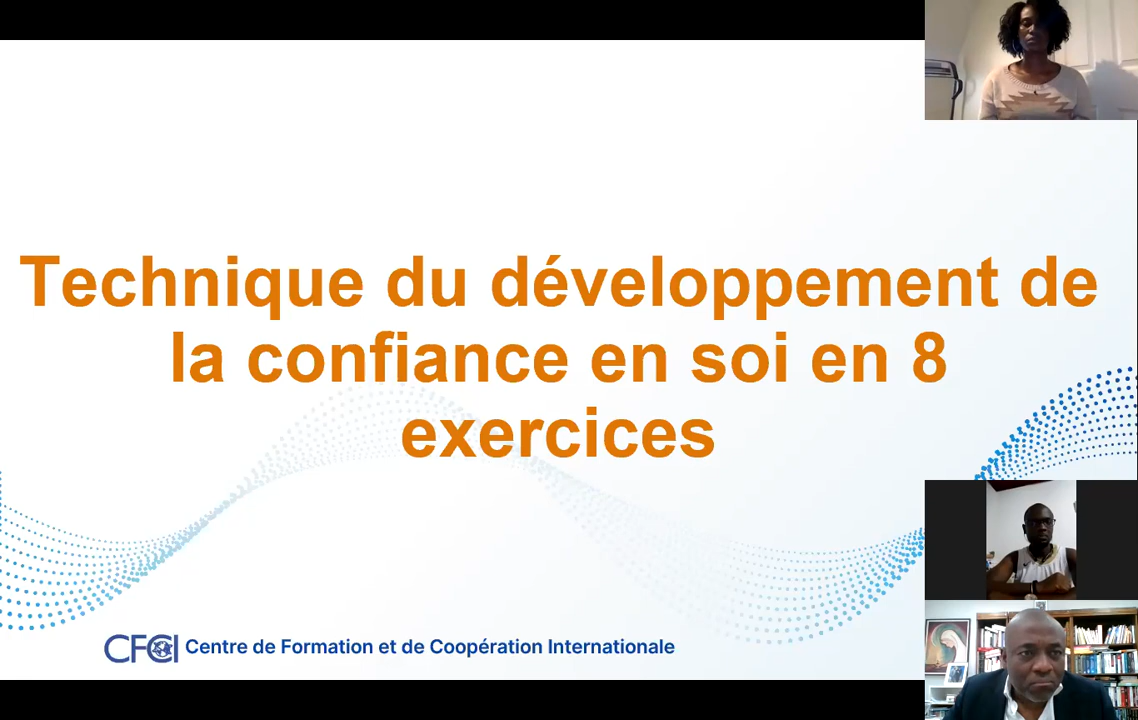 Technique du développement de
la confiance en soi en 8
exercices
CFCI Centre de Formation et de Coopération Internationale